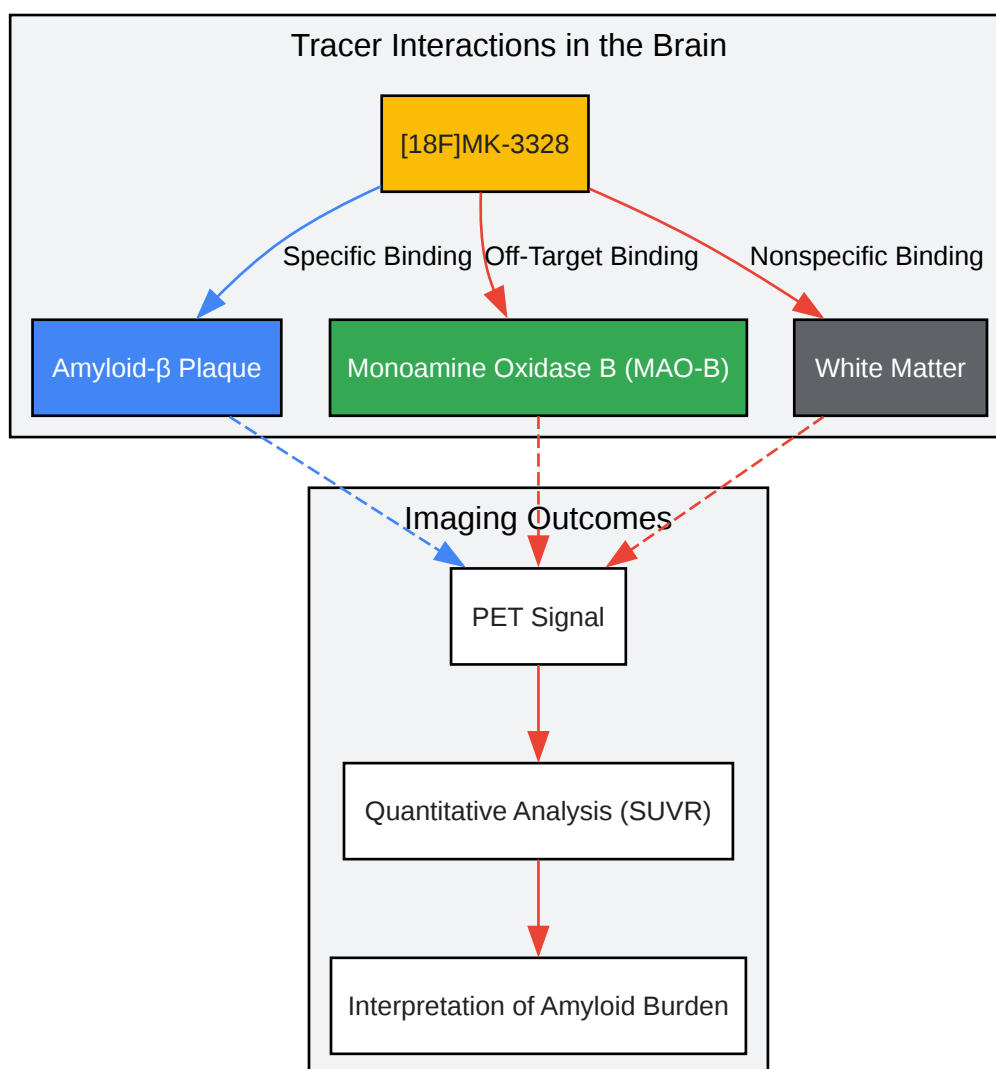 Tracer Interactions in the Brain
[18F]MK-3328
Specific Binding
Off-Target Binding
Nonspecific Binding
Amyloid-β Plaque
Monoamine Oxidase B (MAO-B)
White Matter
Imaging Outcomes
PET Signal
Quantitative Analysis (SUVR)
Interpretation of Amyloid Burden